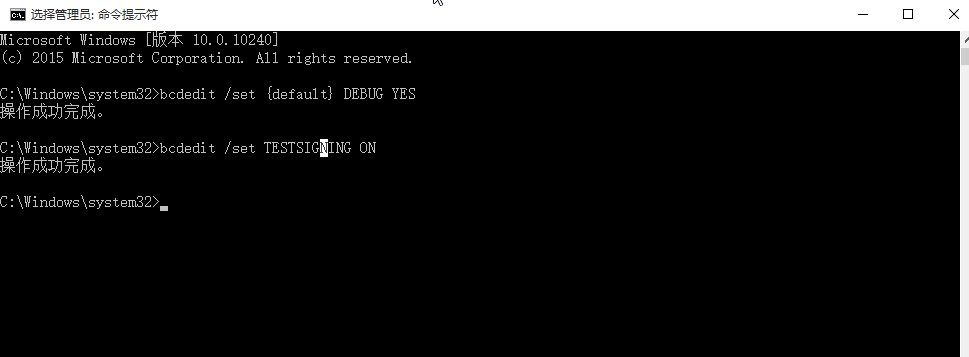 选择管理员: 命令提示符
Microsoft Windows [版本 10.0.10240]
(c) 2015 Microsoft Corporation. All rights reserved.
C:\Windows\system32>bcdedit /set {default} DEBUG YES
操作成功完成。
C:\Windows\system32>bcdedit /set TESTSIGNING ON
操作成功完成。
C:\Windows\system32>